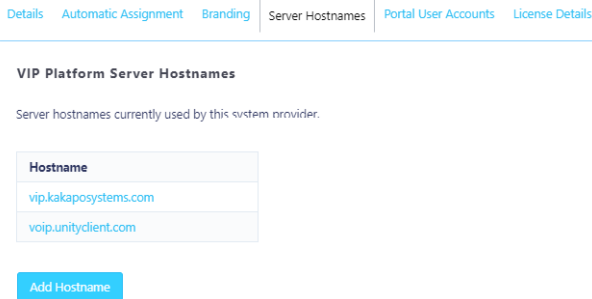 Details Automatic Assignment Branding Server Hostnames Portal User Accounts License Details
VIP Platform Server Hostnames
Server hostnames currently used by this system provider.
Hostname
vip.kakaposystems.com
voip.unityclient.com
Add Hostname